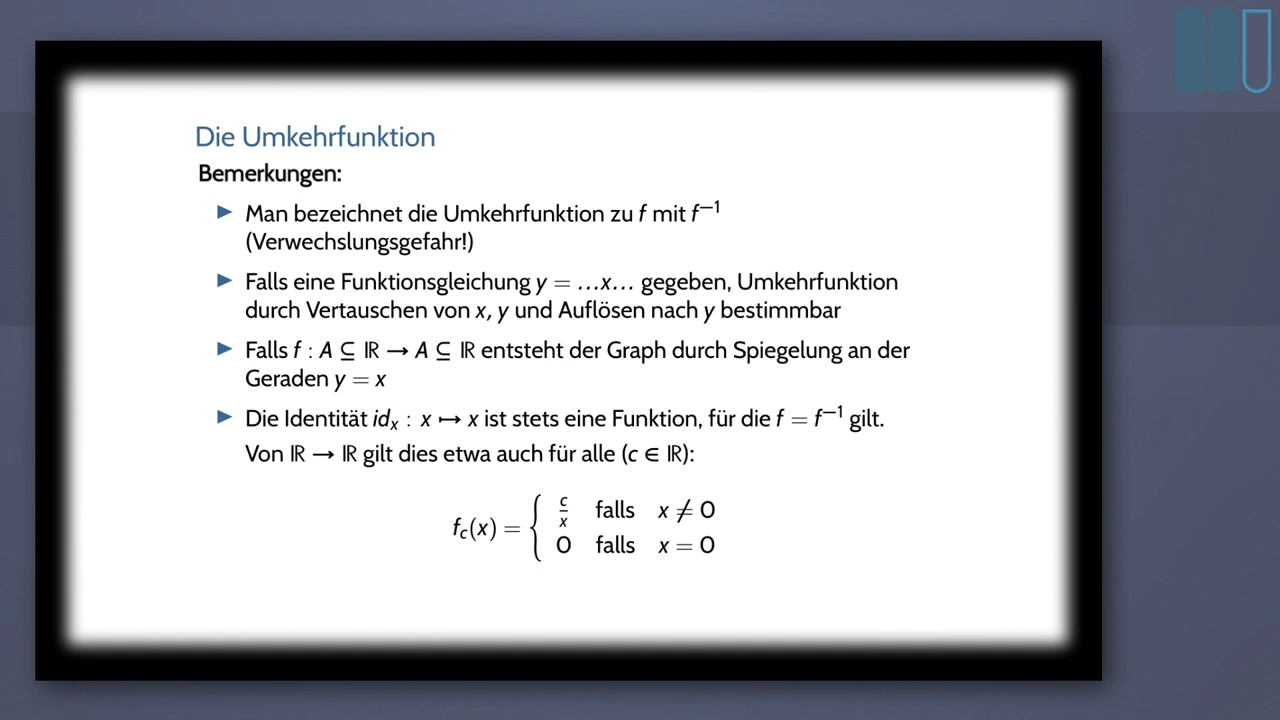 Die Umkehrfunktion
Bemerkungen:
► Man bezeichnet die Umkehrfunktion zu f mit f⁻¹
(Verwechslungsgefahr!)
► Falls eine Funktionsgleichung y = …x… gegeben, Umkehrfunktion
durch Vertauschen von x, y und Auflösen nach y bestimmbar
► Falls f : A ⊆ ℝ → A ⊆ ℝ entsteht der Graph durch Spiegelung an der
Geraden y = x
► Die Identität idₓ : x ↦ x ist stets eine Funktion, für die f = f⁻¹ gilt.
Von ℝ → ℝ gilt dies etwa auch für alle (c ∈ ℝ):
f_c(x) = { c/x falls x ≠ 0
0 falls x = 0